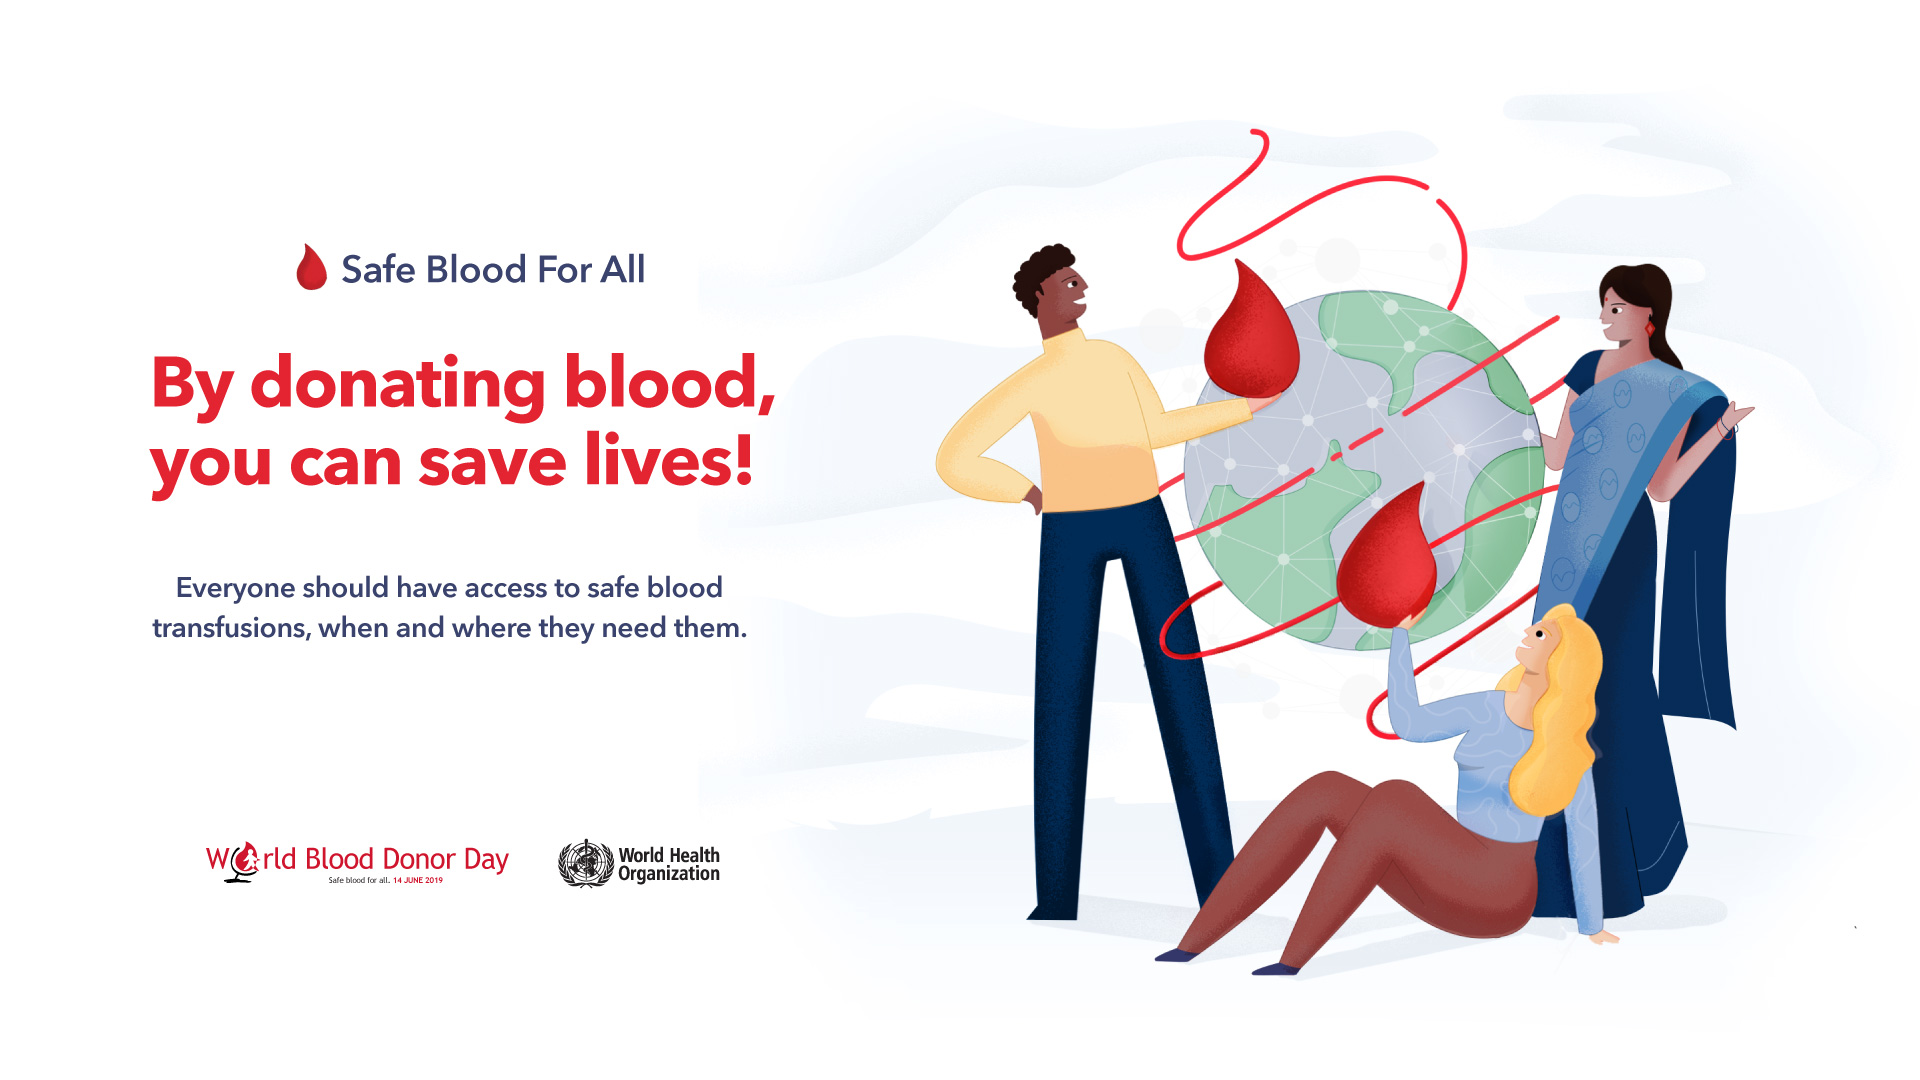 Safe Blood For All
By donating blood,
you can save lives!
Everyone should have access to safe blood
transfusions, when and where they need them.
World Blood Donor Day
Safe blood for all. 14 JUNE 2019
World Health
Organization